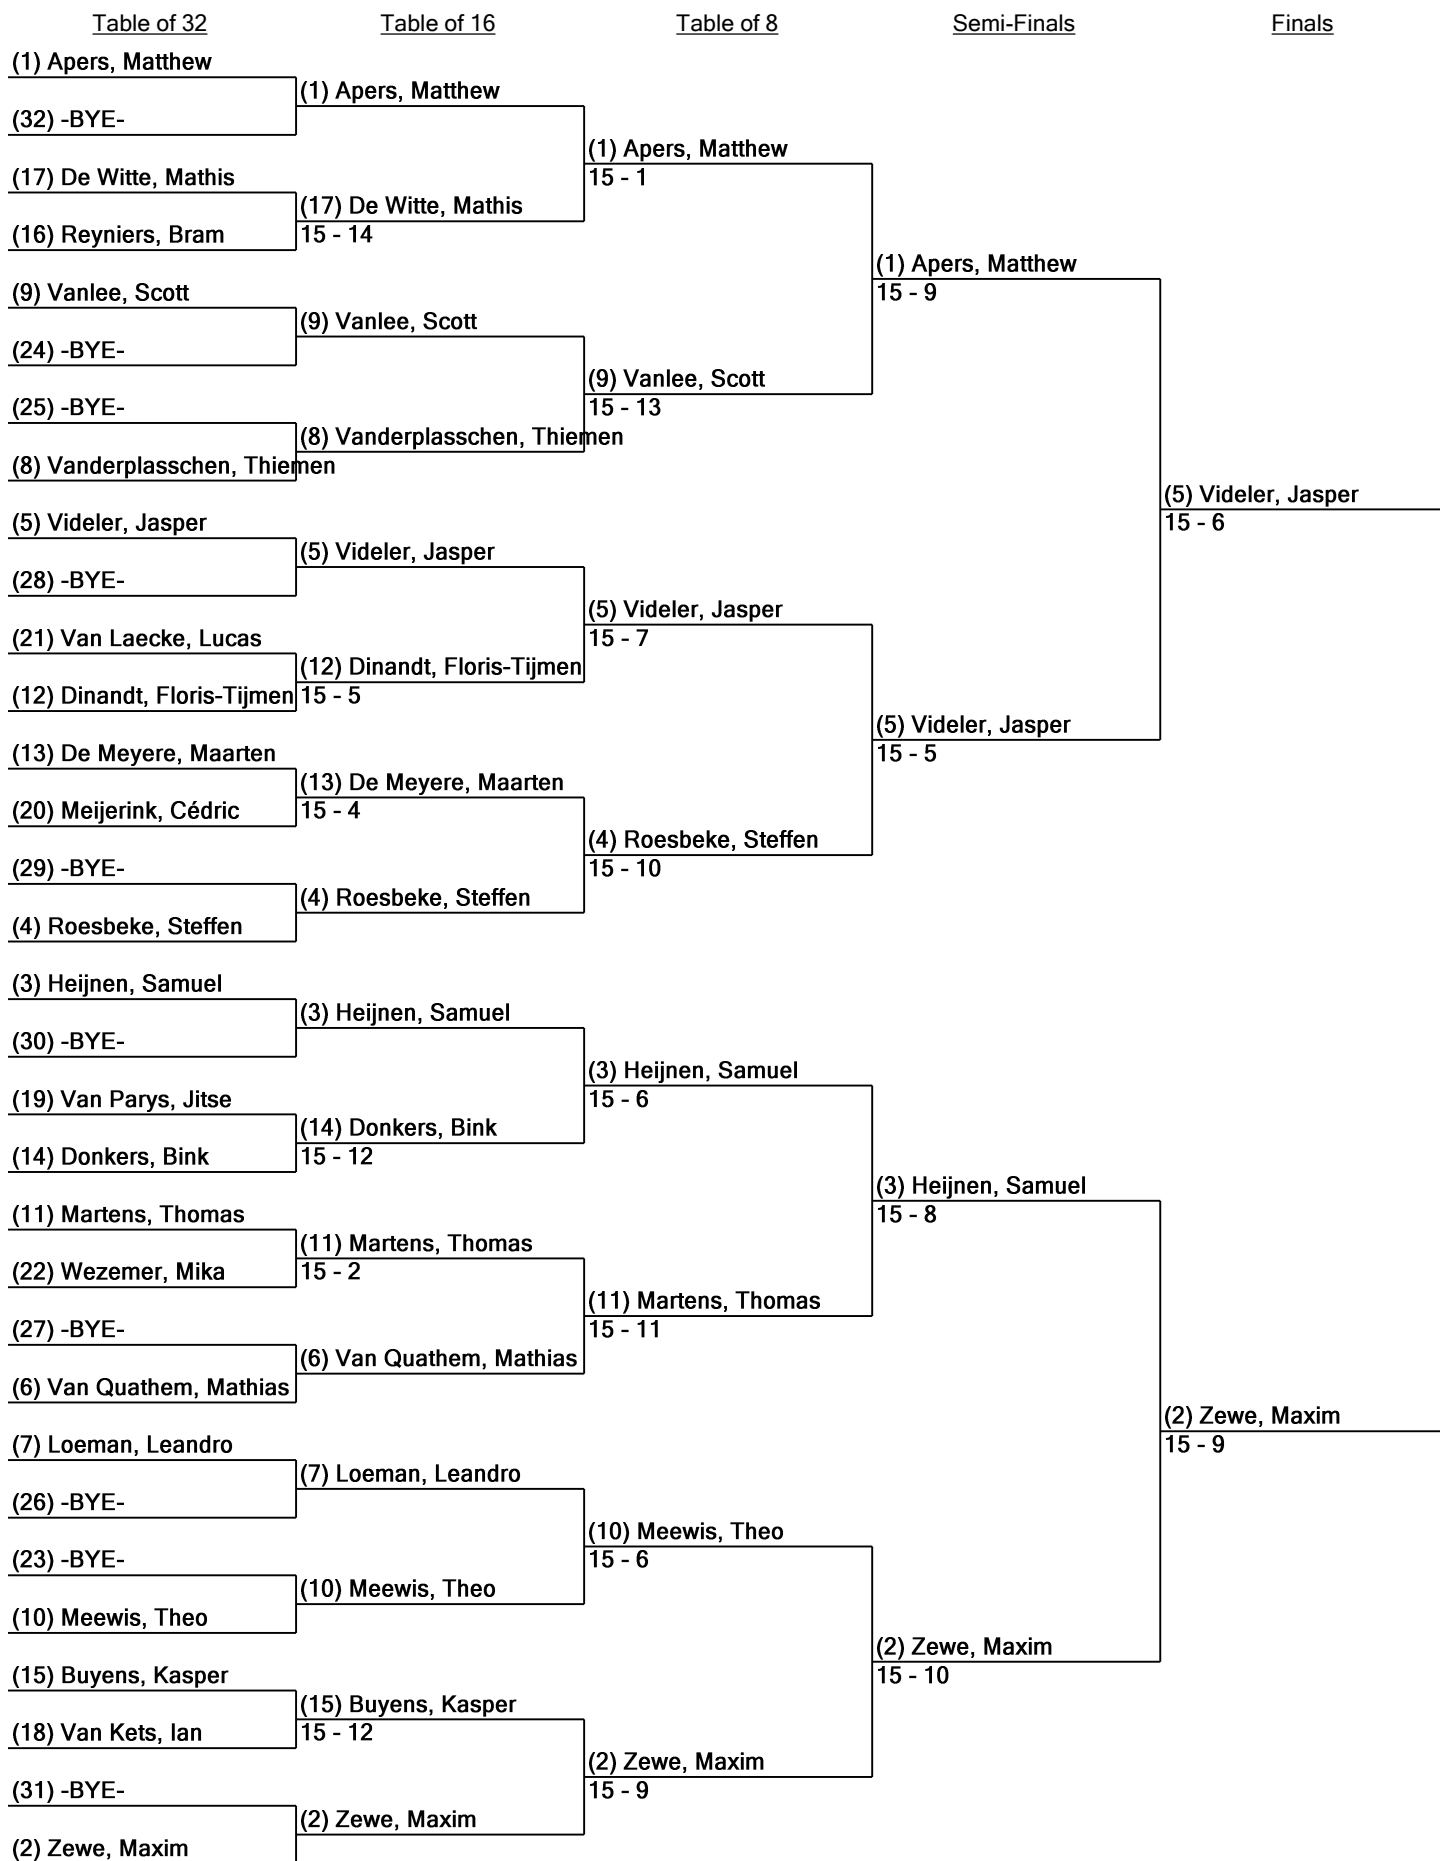 Table of 32
Table of 16
Table of 8
Semi-Finals
Finals
(1) Apers, Matthew
(32) -BYE-
(17) De Witte, Mathis
(16) Reyniers, Bram
(9) Vanlee, Scott
(24) -BYE-
(25) -BYE-
(8) Vanderplasschen, Thiemen
(5) Videler, Jasper
(28) -BYE-
(21) Van Laecke, Lucas
(12) Dinandt, Floris-Tijmen
(13) De Meyere, Maarten
(20) Meijerink, Cédric
(29) -BYE-
(4) Roesbeke, Steffen
(3) Heijnen, Samuel
(30) -BYE-
(19) Van Parys, Jitse
(14) Donkers, Bink
(11) Martens, Thomas
(22) Wezemer, Mika
(27) -BYE-
(6) Van Quathem, Mathias
(7) Loeman, Leandro
(26) -BYE-
(23) -BYE-
(10) Meewis, Theo
(15) Buyens, Kasper
(18) Van Kets, Ian
(31) -BYE-
(2) Zewe, Maxim
(1) Apers, Matthew
(17) De Witte, Mathis
15 - 14
(9) Vanlee, Scott
(8) Vanderplasschen, Thiemen
(5) Videler, Jasper
(12) Dinandt, Floris-Tijmen
15 - 5
(13) De Meyere, Maarten
15 - 4
(4) Roesbeke, Steffen
(3) Heijnen, Samuel
(14) Donkers, Bink
15 - 12
(11) Martens, Thomas
15 - 2
(6) Van Quathem, Mathias
(7) Loeman, Leandro
(10) Meewis, Theo
(15) Buyens, Kasper
15 - 12
(2) Zewe, Maxim
(1) Apers, Matthew
15 - 1
(9) Vanlee, Scott
15 - 13
(5) Videler, Jasper
15 - 7
(4) Roesbeke, Steffen
15 - 10
(3) Heijnen, Samuel
15 - 6
(11) Martens, Thomas
15 - 11
(10) Meewis, Theo
15 - 6
(2) Zewe, Maxim
15 - 9
(1) Apers, Matthew
15 - 9
(5) Videler, Jasper
15 - 5
(3) Heijnen, Samuel
15 - 8
(2) Zewe, Maxim
15 - 10
(5) Videler, Jasper
15 - 6
(2) Zewe, Maxim
15 - 9